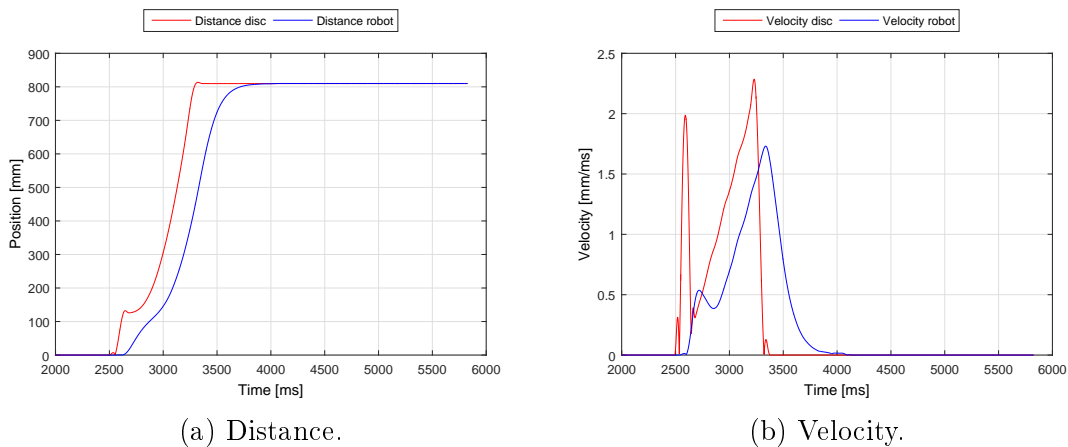 Distance disc Distance robot
900
800
700
600
500
400
300
200
100
0
Position [mm]
2000 2500 3000 3500 4000 4500 5000 5500 6000
Time [ms]
(a) Distance.
Velocity disc Velocity robot
2.5
2
1.5
1
0.5
0
Velocity [mm/ms]
2000 2500 3000 3500 4000 4500 5000 5500 6000
Time [ms]
(b) Velocity.